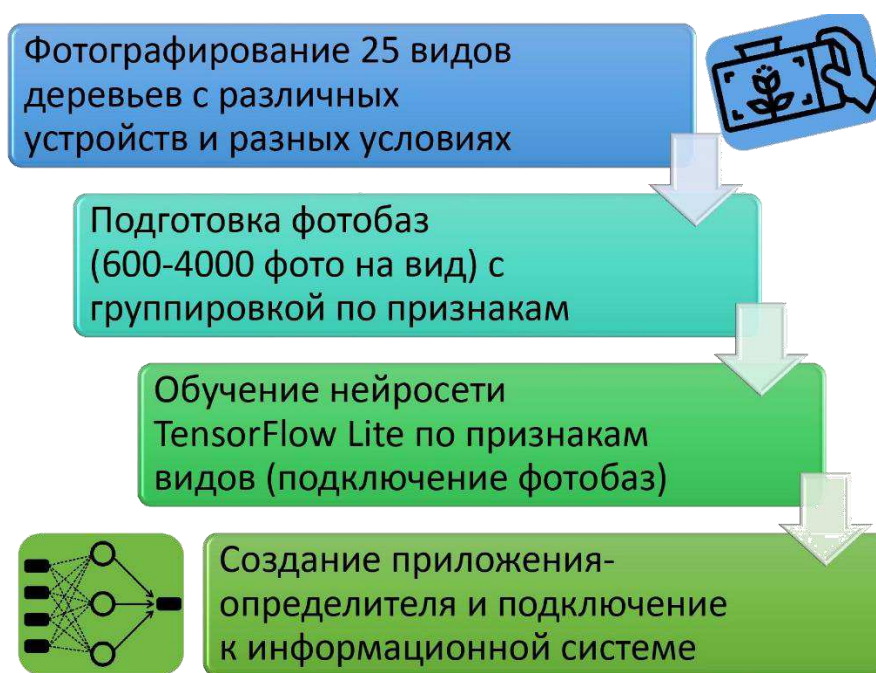 Фотографирование 25 видов
деревьев с различных
устройств и разных условиях
Подготовка фотобаз
(600-4000 фото на вид) с
группировкой по признакам
Обучение нейросети
TensorFlow Lite по признакам
видов (подключение фотобаз)
Создание приложения-
определителя и подключение
к информационной системе